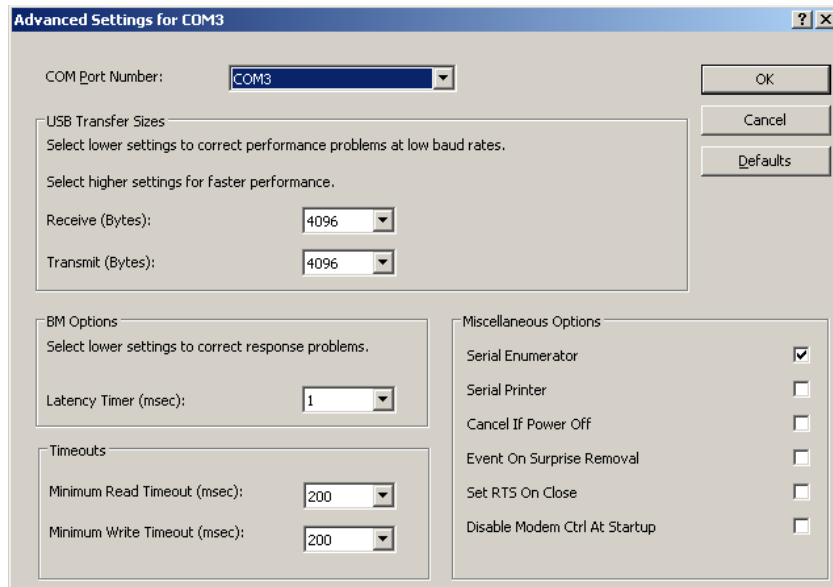 Advanced Settings for COM3
COM Port Number: COM3
OK
USB Transfer Sizes
Cancel
Select lower settings to correct performance problems at low baud rates.
Defaults
Select higher settings for faster performance.
Receive (Bytes): 4096
Transmit (Bytes): 4096
BM Options
Select lower settings to correct response problems.
Latency Timer (msec): 1
Timeouts
Minimum Read Timeout (msec): 200
Minimum Write Timeout (msec): 200
Miscellaneous Options
Serial Enumerator
Serial Printer
Cancel If Power Off
Event On Surprise Removal
Set RTS On Close
Disable Modem Ctrl At Startup